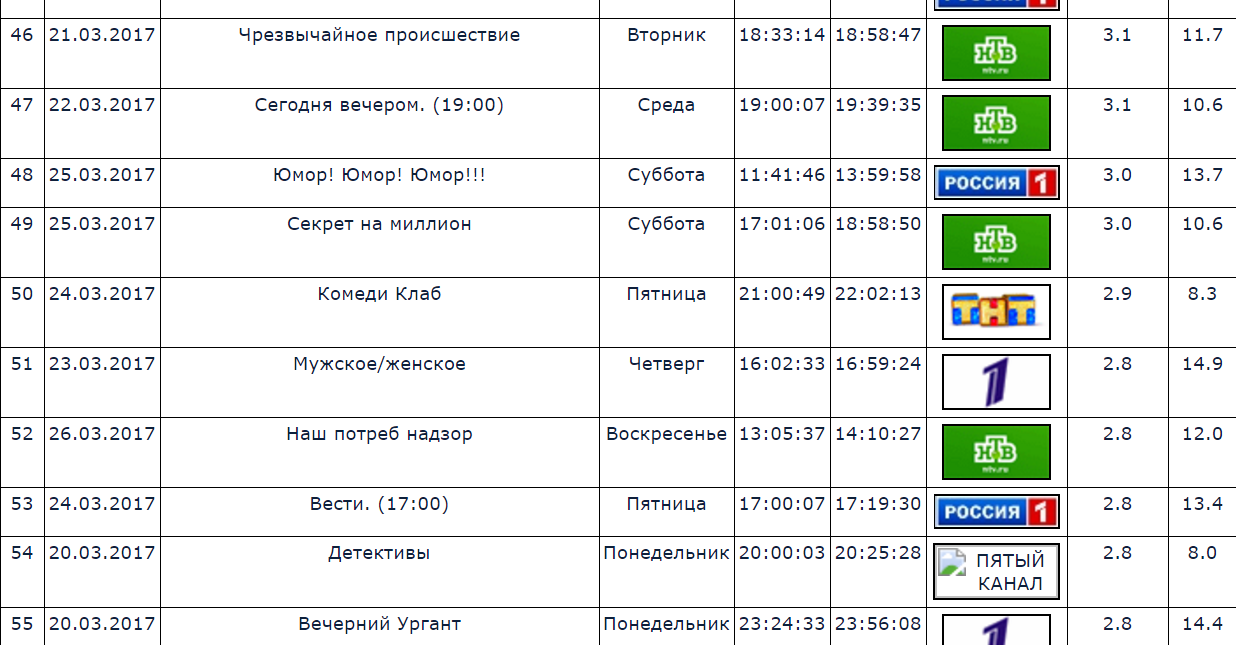 РОССИЯ 1
46 21.03.2017 Чрезвычайное происшествие Вторник 18:33:14 18:58:47 НТВ 3.1 11.7
ntv.ru
47 22.03.2017 Сегодня вечером. (19:00) Среда 19:00:07 19:39:35 НТВ 3.1 10.6
ntv.ru
48 25.03.2017 Юмор! Юмор! Юмор!!! Суббота 11:41:46 13:59:58 РОССИЯ 1 3.0 13.7
49 25.03.2017 Секрет на миллион Суббота 17:01:06 18:58:50 НТВ 3.0 10.6
ntv.ru
50 24.03.2017 Комеди Клаб Пятница 21:00:49 22:02:13 ТНТ 2.9 8.3
51 23.03.2017 Мужское/женское Четверг 16:02:33 16:59:24 1 2.8 14.9
52 26.03.2017 Наш потреб надзор Воскресенье 13:05:37 14:10:27 НТВ 2.8 12.0
ntv.ru
53 24.03.2017 Вести. (17:00) Пятница 17:00:07 17:19:30 РОССИЯ 1 2.8 13.4
54 20.03.2017 Детективы Понедельник 20:00:03 20:25:28 ПЯТЫЙ 2.8 8.0
КАНАЛ
55 20.03.2017 Вечерний Ургант Понедельник 23:24:33 23:56:08 1 2.8 14.4